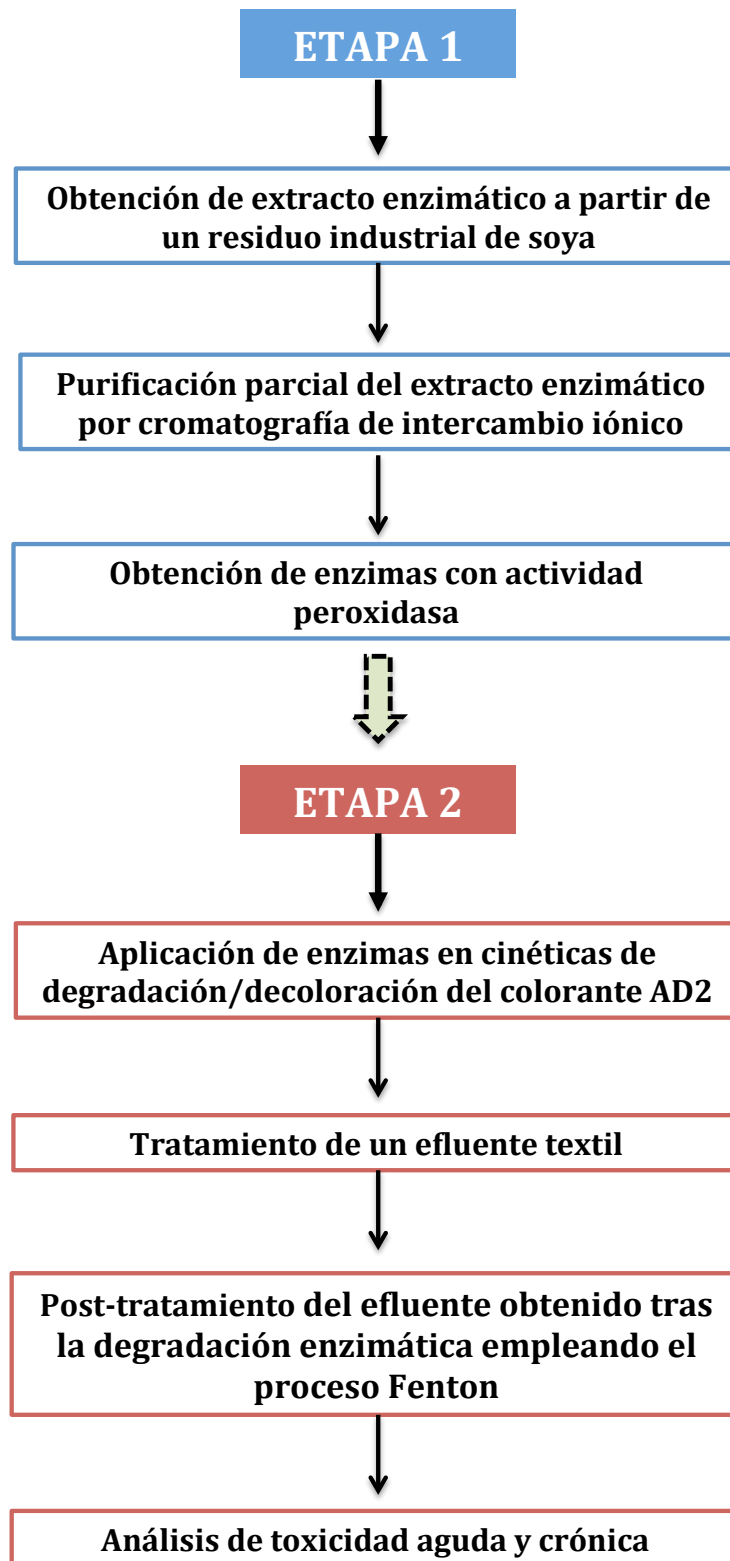 ETAPA 1
Obtención de extracto enzimático a partir de
un residuo industrial de soya
Purificación parcial del extracto enzimático
por cromatografía de intercambio iónico
Obtención de enzimas con actividad
peroxidasa
ETAPA 2
Aplicación de enzimas en cinéticas de
degradación/decoloración del colorante AD2
Tratamiento de un efluente textil
Post-tratamiento del efluente obtenido tras
la degradación enzimática empleando el
proceso Fenton
Análisis de toxicidad aguda y crónica